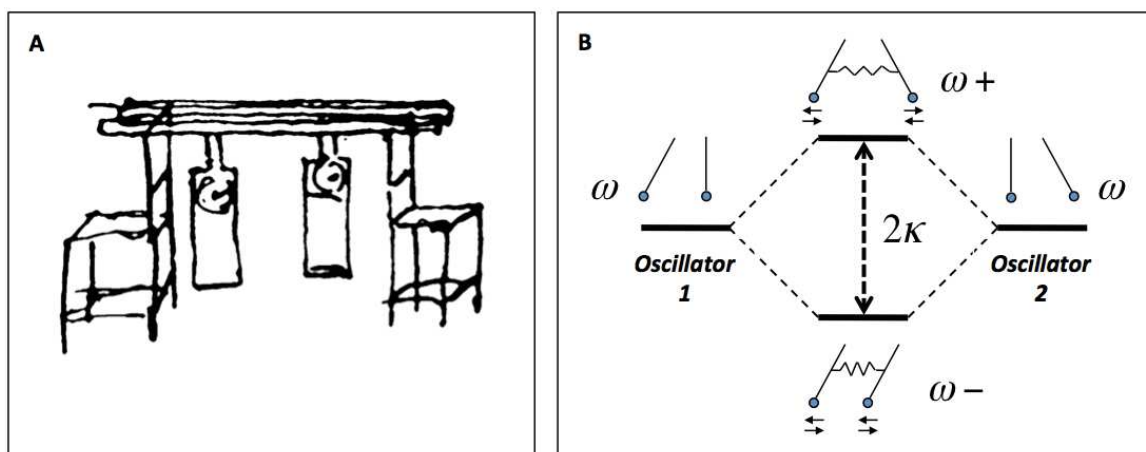 A
B
ω+
ω
ω
2κ
Oscillator
1
Oscillator
2
ω−